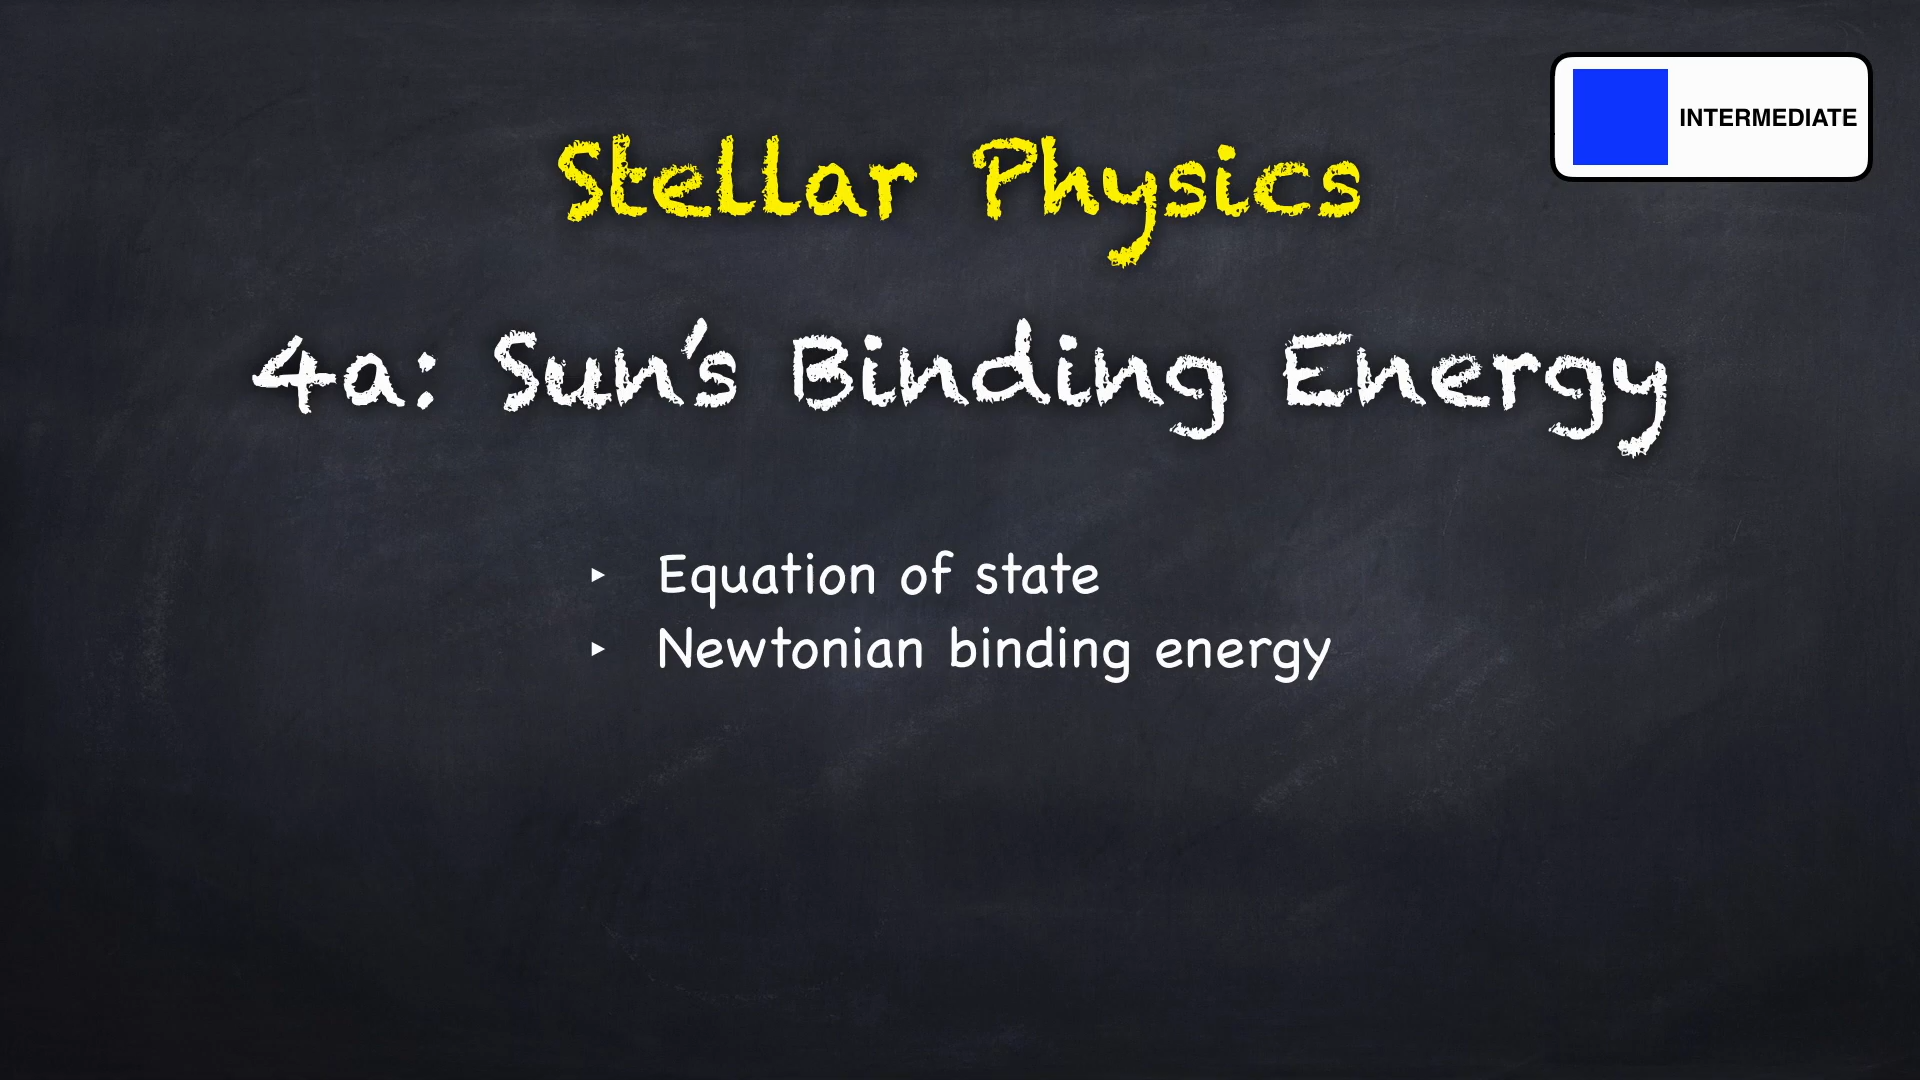 INTERMEDIATE
Stellar Physics
4a: Sun's Binding Energy
‣ Equation of state
‣ Newtonian binding energy